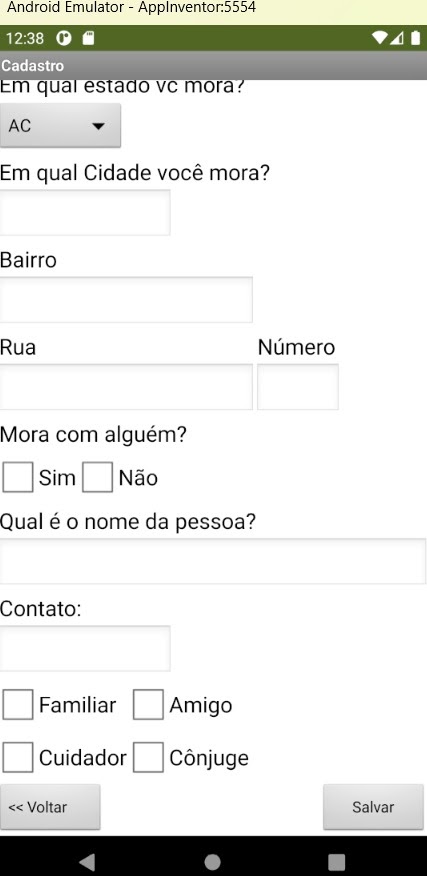 Android Emulator - AppInventor:5554
12:38
Cadastro
Em qual estado vc mora?
AC
Em qual Cidade você mora?
Bairro
Rua Número
Mora com alguém?
Sim Não
Qual é o nome da pessoa?
Contato:
Familiar Amigo
Cuidador Cônjuge
<< Voltar Salvar